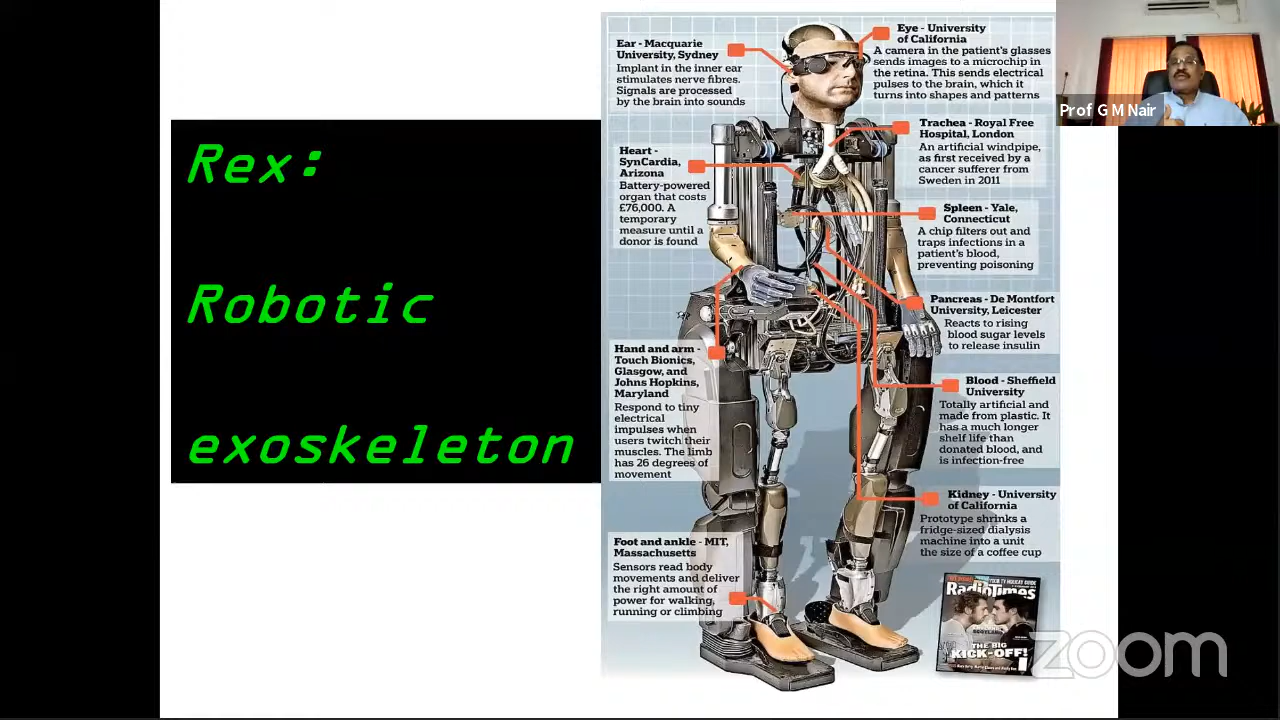 Rex:
Robotic
exoskeleton
Ear - Macquarie
University, Sydney
Implant in the inner ear
stimulates nerve fibres.
Signals are processed
by the brain into sounds
Eye - University
of California
A camera in the patient's glasses
sends images to a microchip in
the retina. This sends electrical
pulses to the brain, which it
turns into shapes and patterns
Trachea - Royal Free
Hospital, London
An artificial windpipe,
as first received by a
cancer sufferer from
Sweden in 2011
Heart -
SynCardia,
Arizona
Battery-powered
organ that costs
£76,000. A
temporary
measure until a
donor is found
Spleen - Yale,
Connecticut
A chip filters out and
traps infections in a
patient's blood,
preventing poisoning
Pancreas - De Montfort
University, Leicester
Reacts to rising
blood sugar levels
to release insulin
Hand and arm -
Touch Bionics,
Glasgow, and
Johns Hopkins,
Maryland
Respond to tiny
electrical
impulses when
users twitch their
muscles. The limb
has 26 degrees of
movement
Blood - Sheffield
University
Totally artificial and
made from plastic. It
has a much longer
shelf life than
donated blood, and
is infection-free
Kidney - University
of California
Prototype shrinks a
fridge-sized dialysis
machine into a unit
the size of a coffee cup
Foot and ankle - MIT,
Massachusetts
Sensors read body
movements and deliver
the right amount of
power for walking,
running or climbing
RadioTimes
THE BIG
KICK-OFF!
Prof G M Nair
zoom